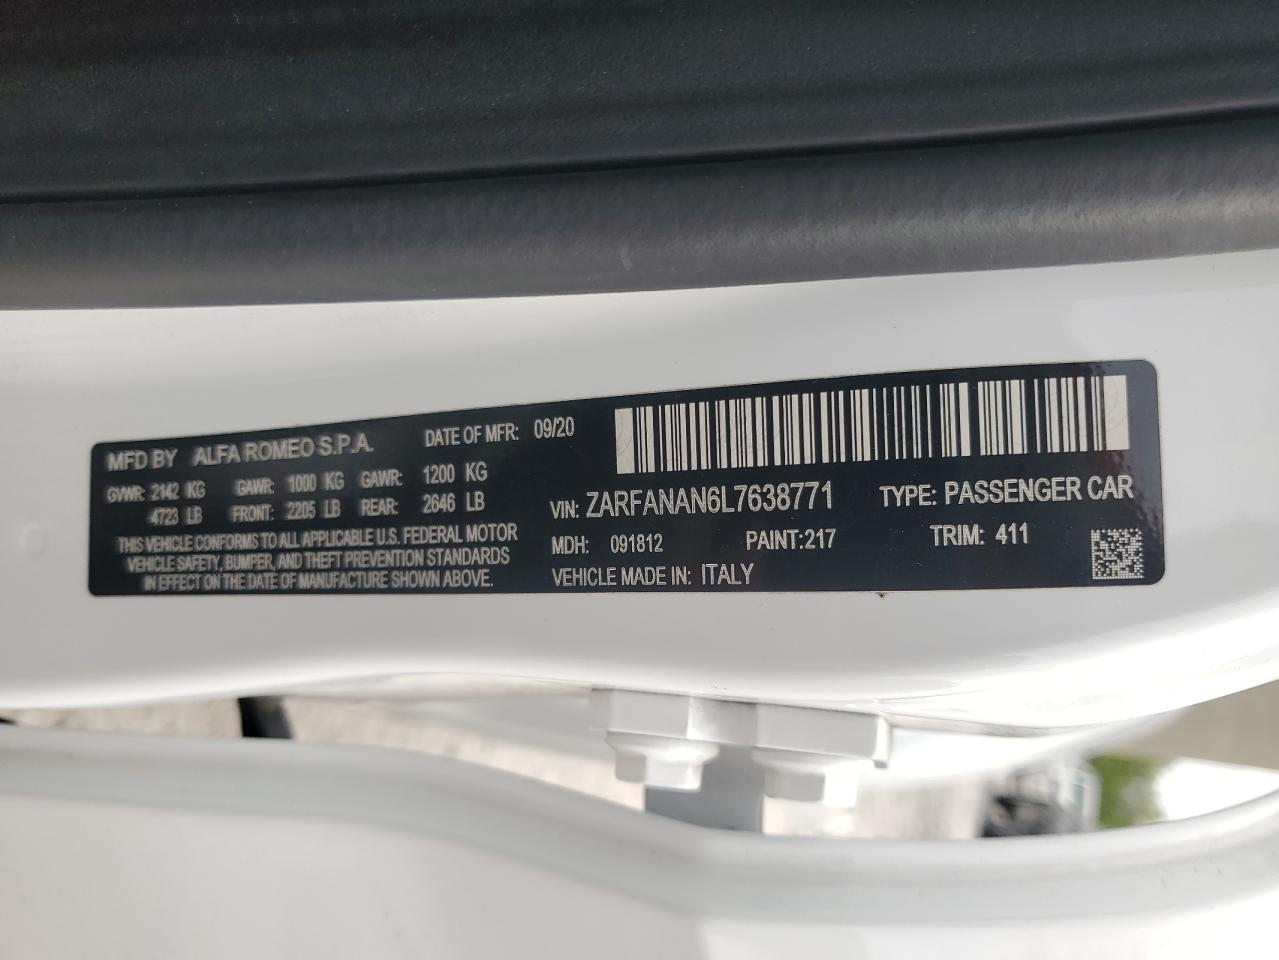 MFD BY ALFA ROMEO S.P.A. DATE OF MFR: 09/20
GVWR: 2142 KG GAWR: 1000 KG GAWR: 1200 KG
4723 LB FRONT: 2205 LB REAR: 2646 LB
THIS VEHICLE CONFORMS TO ALL APPLICABLE U.S. FEDERAL MOTOR
VEHICLE SAFETY, BUMPER, AND THEFT PREVENTION STANDARDS
IN EFFECT ON THE DATE OF MANUFACTURE SHOWN ABOVE.
VIN: ZARFANAN6L7638771 TYPE: PASSENGER CAR
MDH: 091812 PAINT:217 TRIM: 411
VEHICLE MADE IN: ITALY